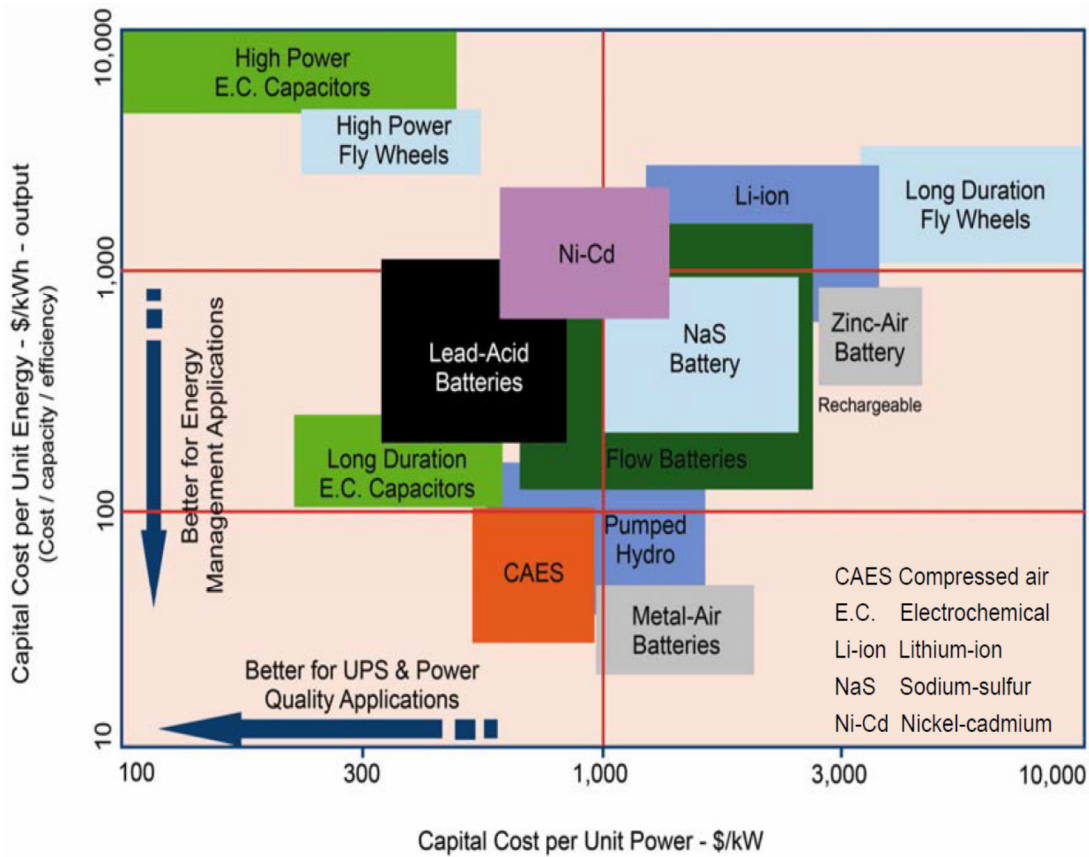 10,000
1,000
100
10
Capital Cost per Unit Energy - $/kWh - output
(Cost / capacity / efficiency)
High Power
E.C. Capacitors
High Power
Fly Wheels
Li-ion
Long Duration
Fly Wheels
Ni-Cd
NaS
Battery
Zinc-Air
Battery
Rechargeable
Lead-Acid
Batteries
Flow Batteries
Long Duration
E.C. Capacitors
Better for Energy
Management Applications
Pumped
Hydro
CAES
Metal-Air
Batteries
CAES Compressed air
E.C. Electrochemical
Li-ion Lithium-ion
NaS Sodium-sulfur
Ni-Cd Nickel-cadmium
Better for UPS & Power
Quality Applications
100 300 1,000 3,000 10,000
Capital Cost per Unit Power - $/kW